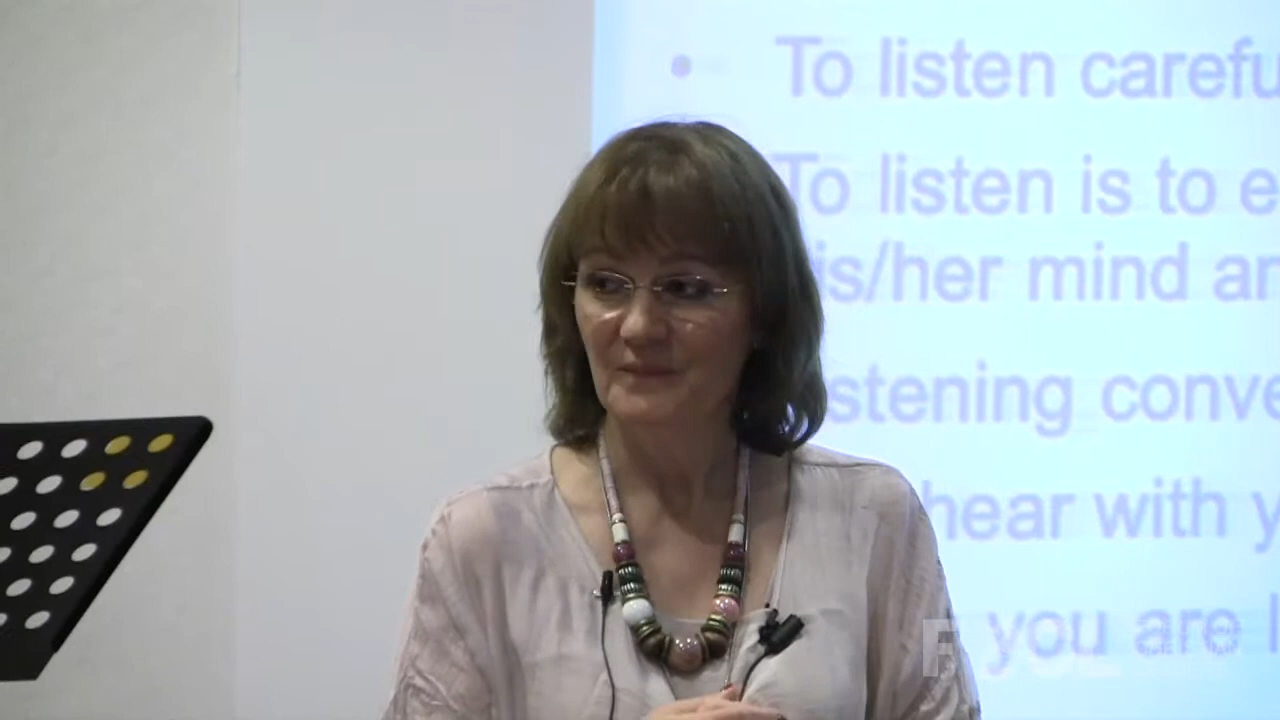 • To listen carefu
To listen is to e
is/her mind an
stening conve
hear with y
you are l